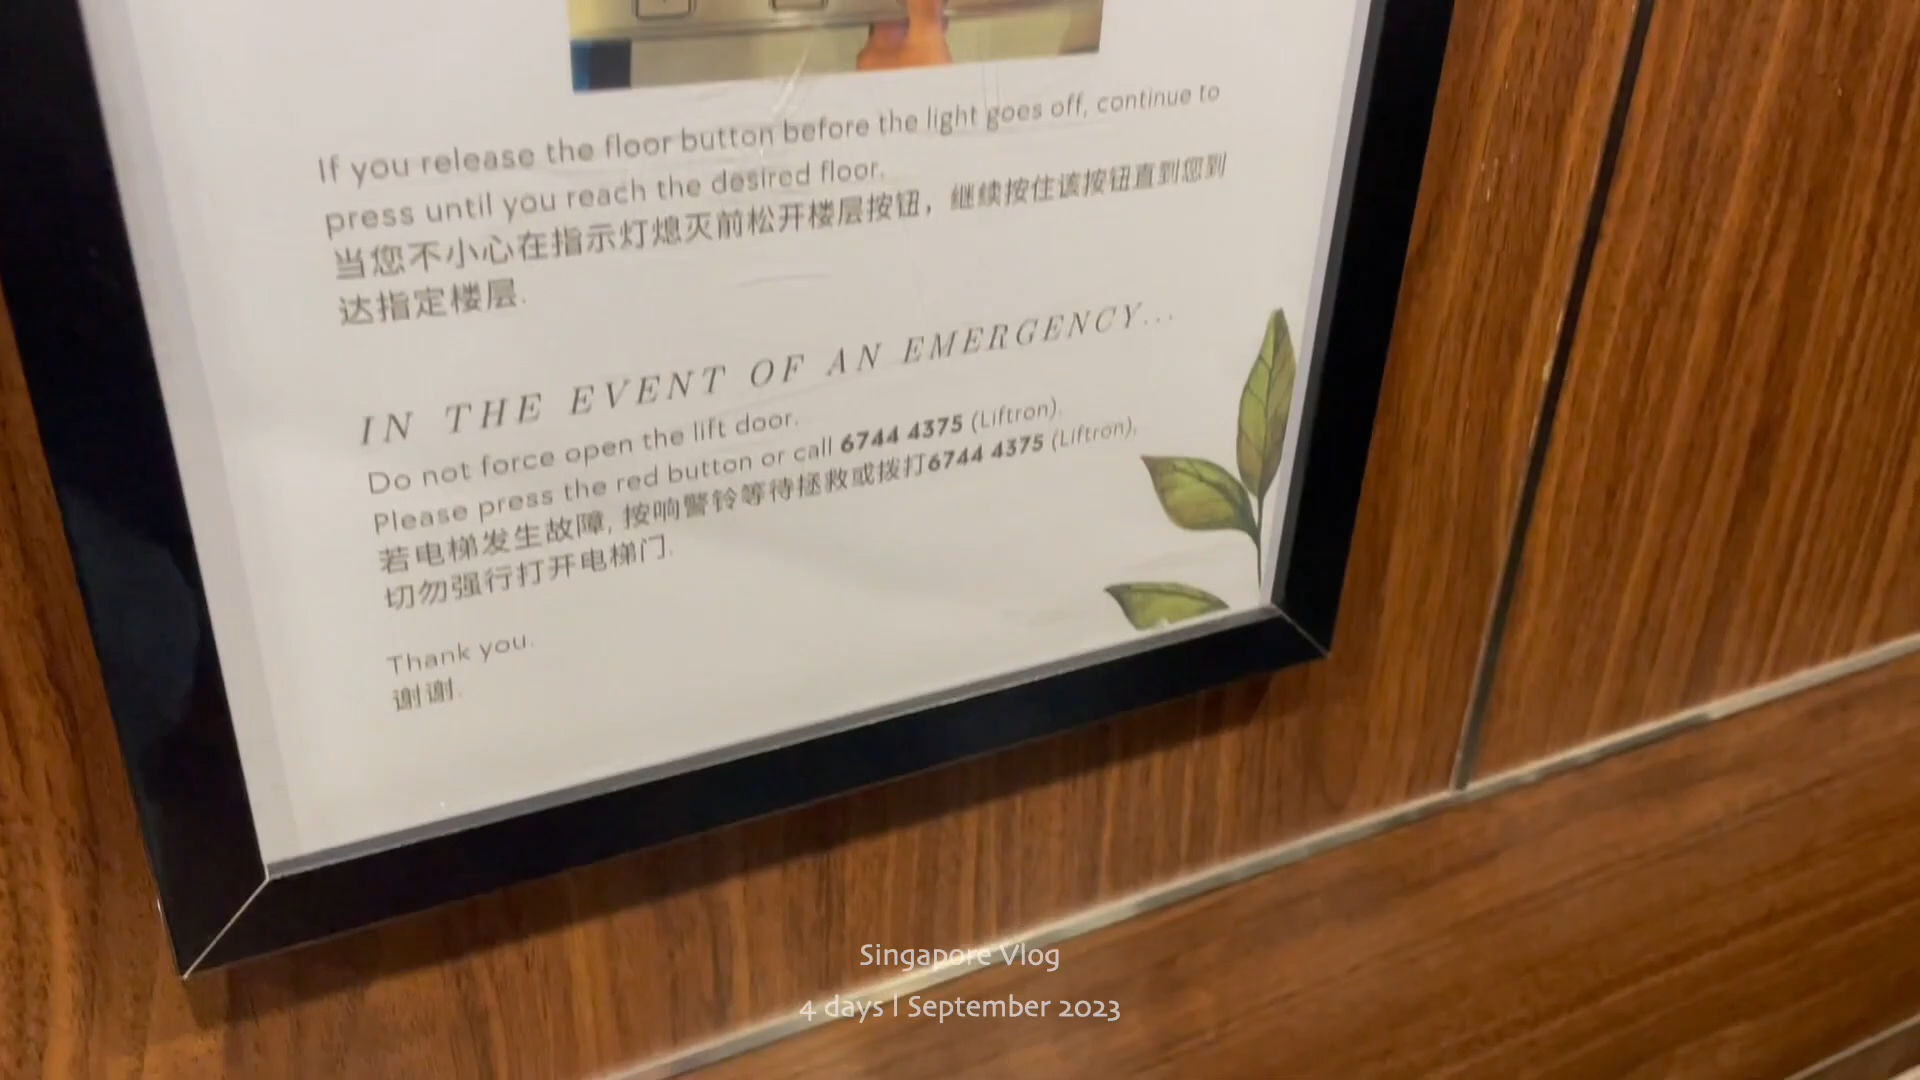 If you release the floor button before the light goes off, continue to
press until you reach the desired floor.
当您不小心在指示灯熄灭前松开楼层按钮，继续按住该按钮直到您到
达指定楼层.
IN THE EVENT OF AN EMERGENCY...
Do not force open the lift door.
Please press the red button or call 6744 4375 (Liftron).
若电梯发生故障, 按响警铃等待拯救或拨打6744 4375 (Liftron),
切勿强行打开电梯门.
Thank you.
谢谢.
Singapore Vlog
4 days | September 2023